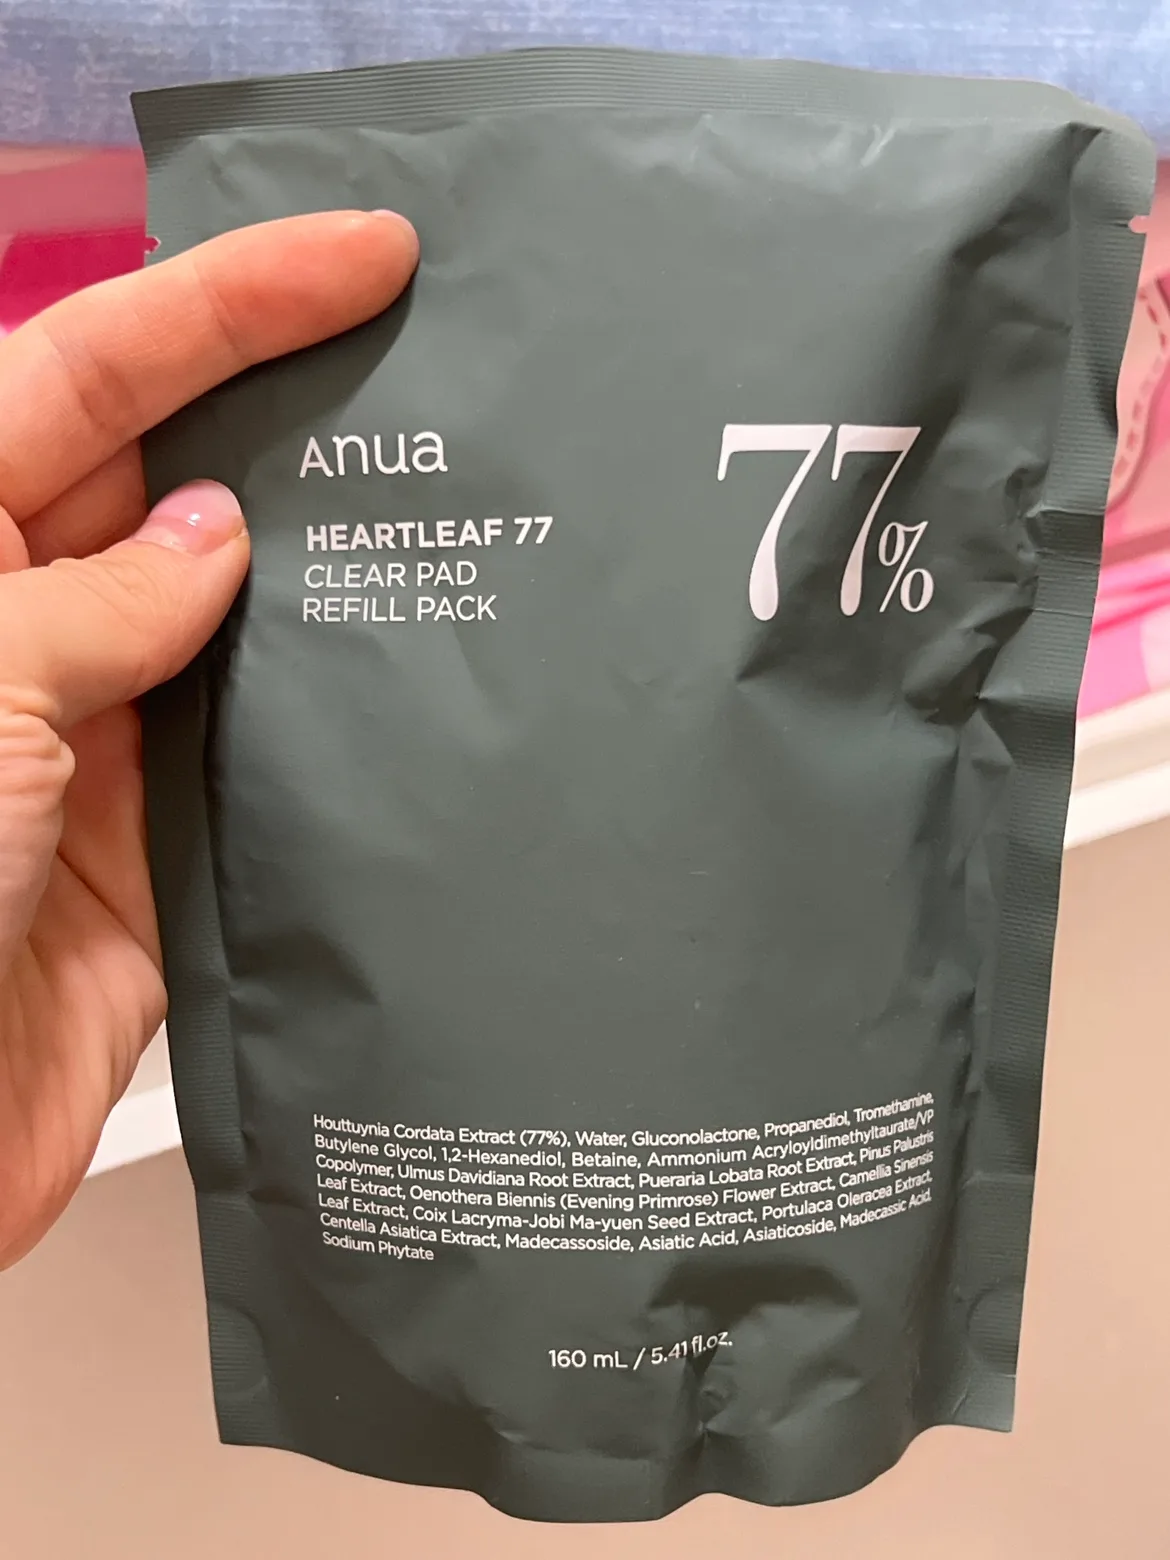 Anua
HEARTLEAF 77
CLEAR PAD
REFILL PACK
77%
Houttuynia Cordata Extract (77%), Water, Gluconolactone, Propanediol, Tromethamine,
Butylene Glycol, 1,2-Hexanediol, Betaine, Ammonium Acryloyldimethyltaurate/VP
Copolymer, Ulmus Davidiana Root Extract, Pueraria Lobata Root Extract, Pinus Palustris
Leaf Extract, Oenothera Biennis (Evening Primrose) Flower Extract, Camellia Sinensis
Leaf Extract, Coix Lacryma-Jobi Ma-yuen Seed Extract, Portulaca Oleracea Extract,
Centella Asiatica Extract, Madecassoside, Asiatic Acid, Asiaticoside, Madecassic Acid,
Sodium Phytate
160 mL / 5.41 fl.oz.